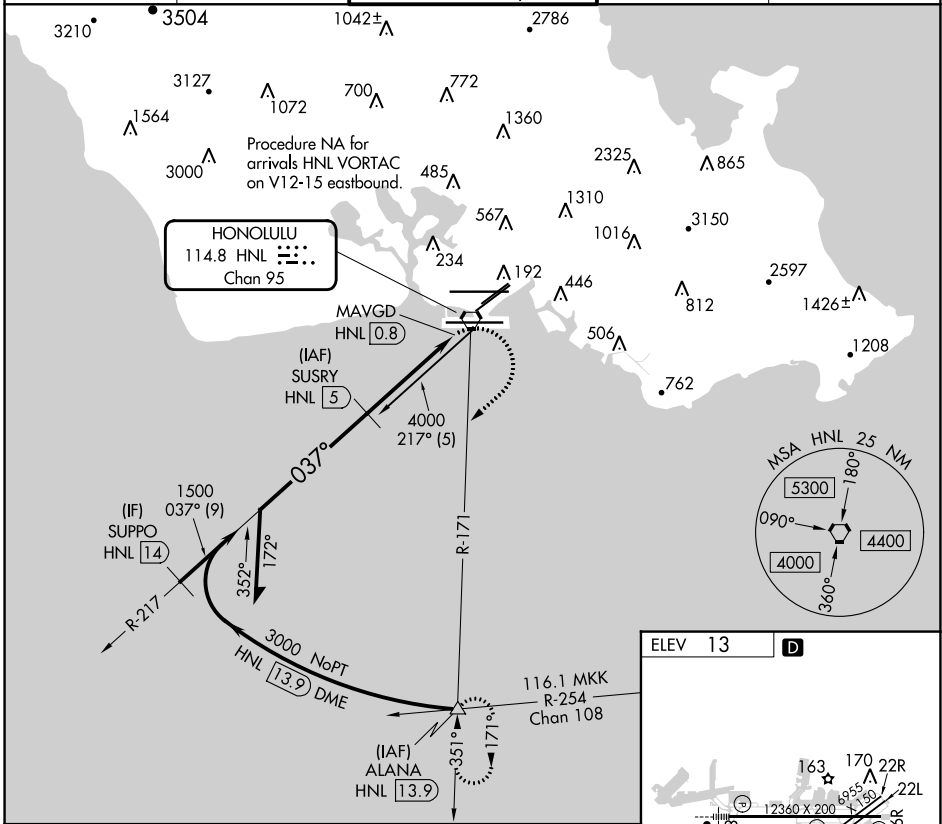 3210
3504
1042±
2786
3127
1072
700
772
1564
1360
3000
Procedure NA for
arrivals HNL VORTAC
on V12-15 eastbound.
485
2325
865
1310
567
3150
1016
HONOLULU
114.8 HNL
Chan 95
234
192
446
812
2597
1426±
MAVGD
HNL 0.8
506
1208
(IAF)
SUSRY
HNL 5
762
4000
217° (5)
037°
MSA HNL 25 NM
180°
5300
090°
4400
4000
360°
1500
037° (9)
(IF)
SUPPO
HNL 14
R-171
352°
172°
R-217
3000 NoPT
HNL 13.9 DME
116.1 MKK
R-254
Chan 108
351°
171°
(IAF)
ALANA
HNL 13.9
ELEV 13
D
163
170
22R
22L
6955 X 150
P
12360 X 200